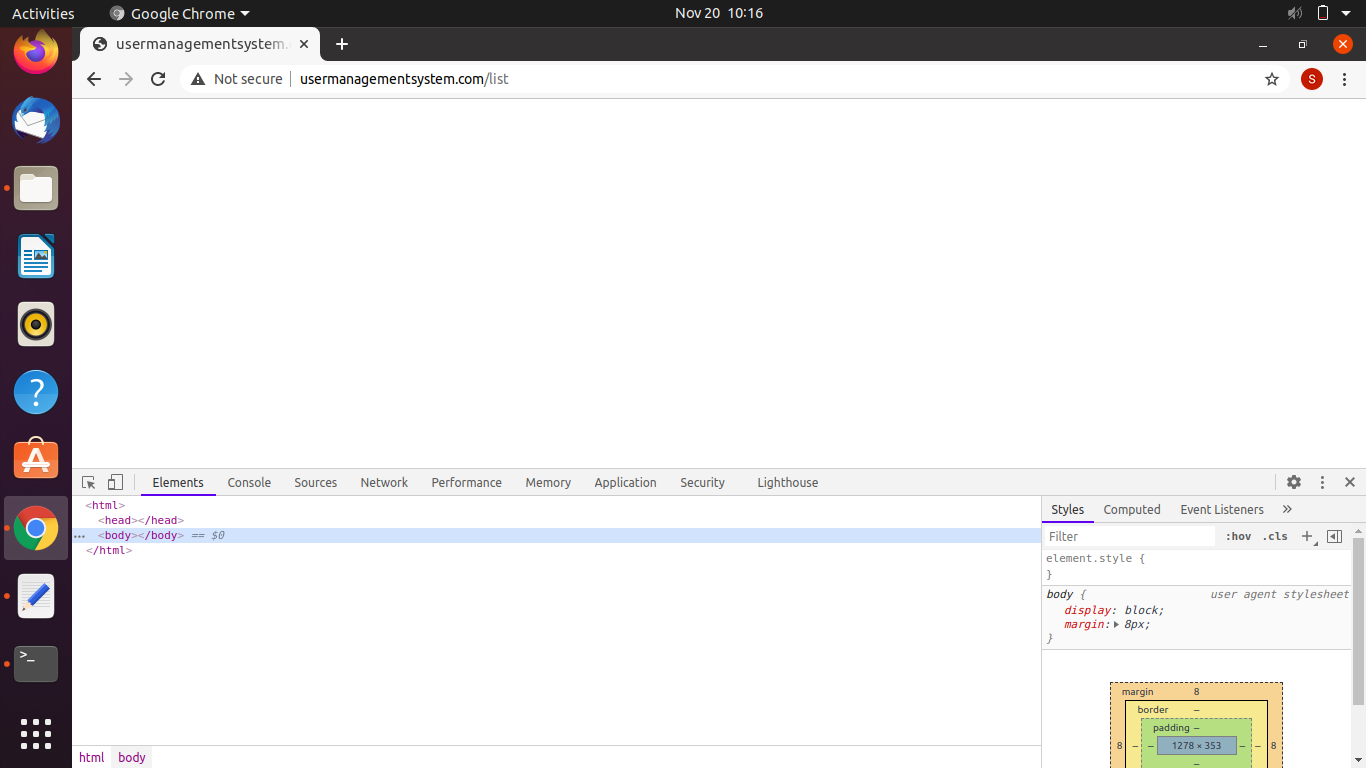 Activities Google Chrome Nov 20 10:16
usermanagementsystem.
Not secure usermanagementsystem.com/list S
Elements Console Sources Network Performance Memory Application Security Lighthouse
<html>
<head></head>
... <body></body> == $0
</html>
html body
Styles Computed Event Listeners »
Filter :hov .cls +
element.style {
}
body { user agent stylesheet
display: block;
margin: 8px;
}
margin 8
border –
padding –
8 – – 1278 × 353 – – 8
–
>_
?